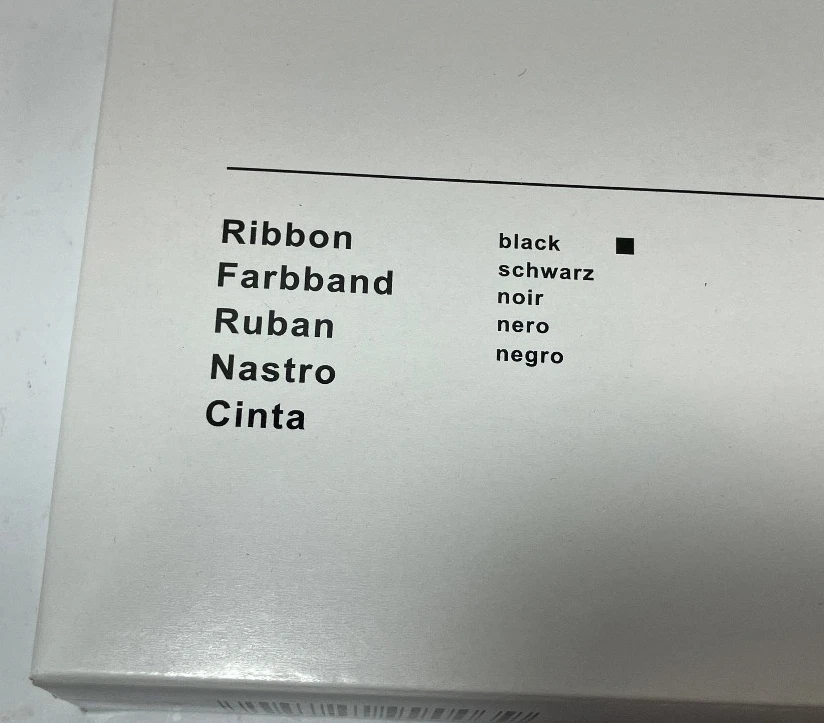 Ribbon black
Farbband schwarz
Ruban noir
Nastro nero
Cinta negro